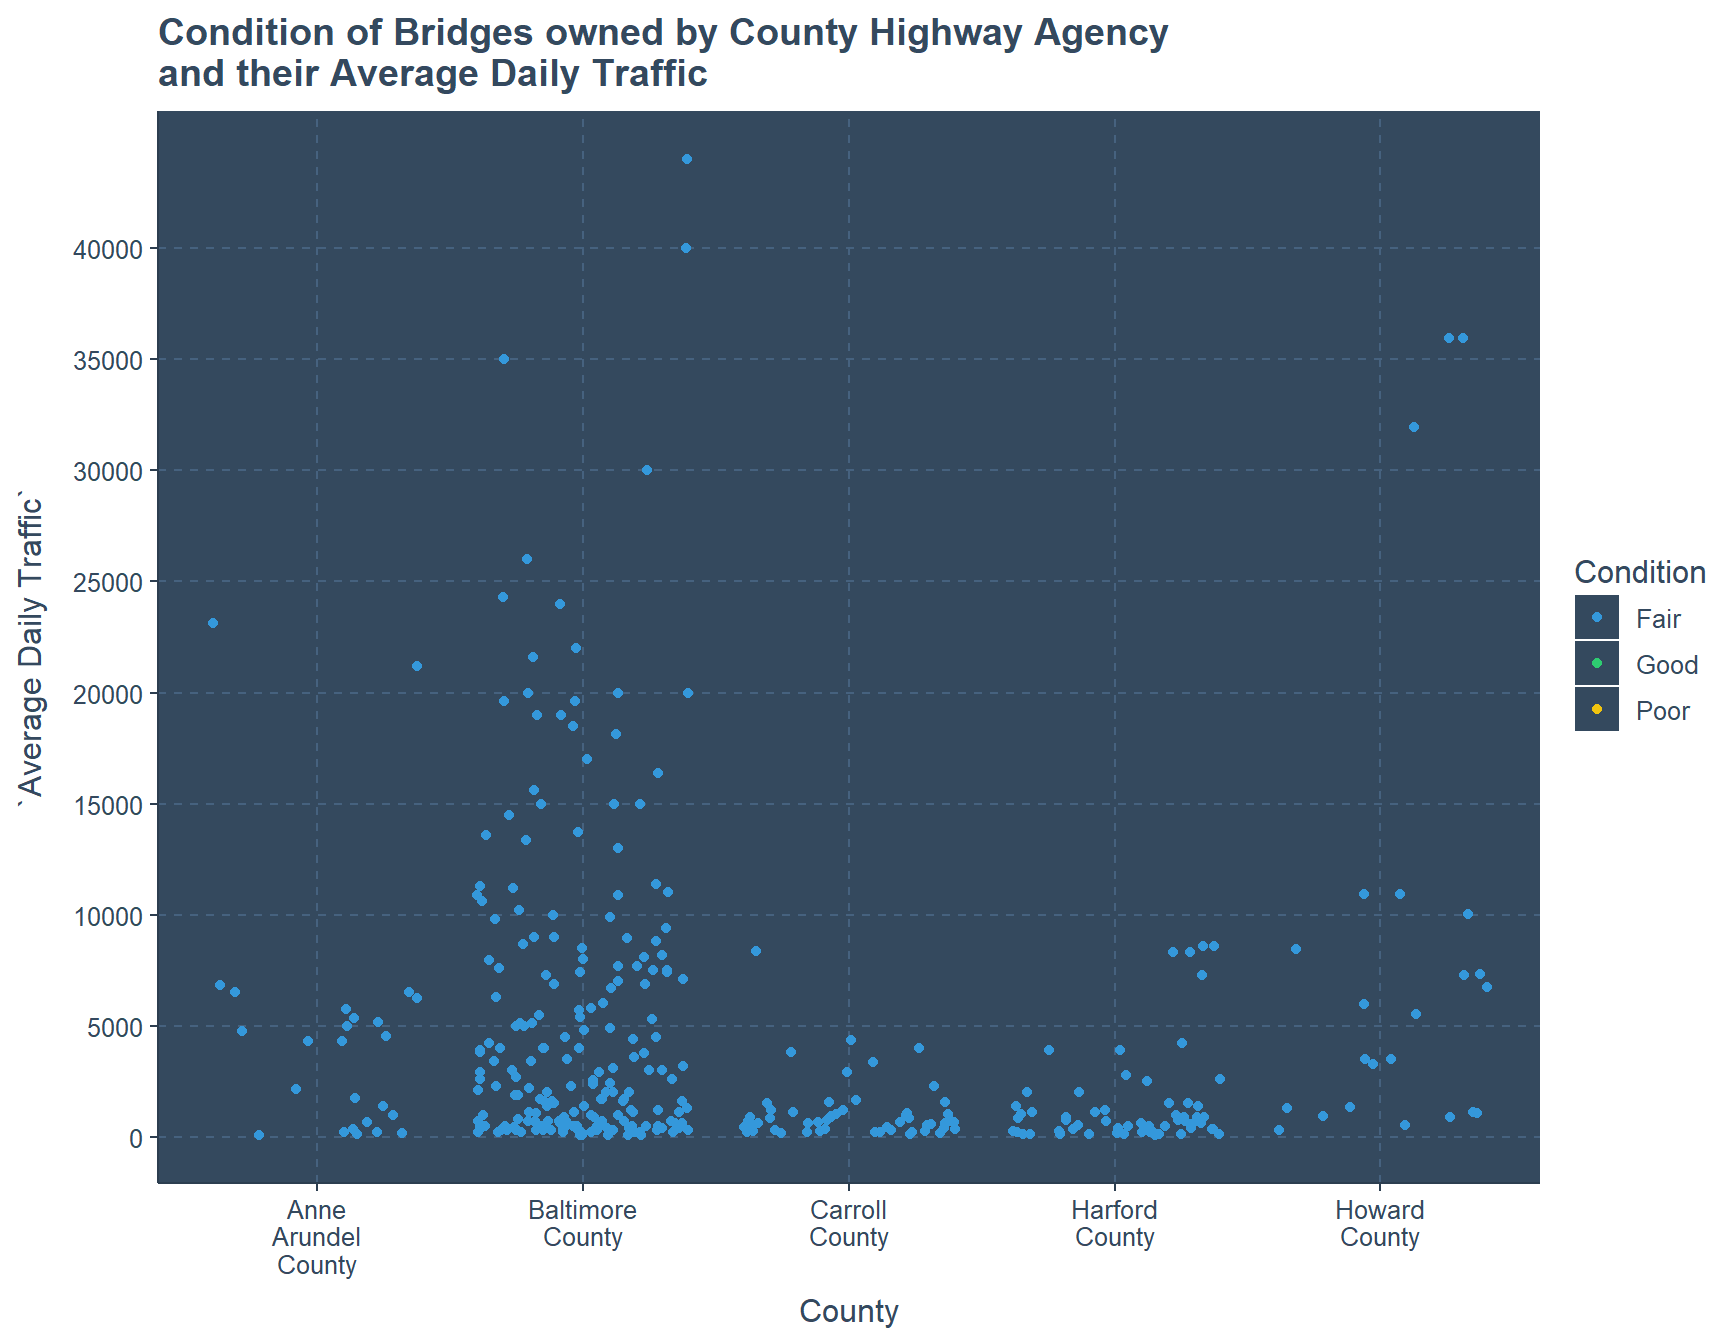 Condition of Bridges owned by County Highway Agency
and their Average Daily Traffic
`Average Daily Traffic`
40000
35000
30000
25000
20000
15000
10000
5000
0
Anne
Arundel
County
Baltimore
County
Carroll
County
Harford
County
Howard
County
County
Condition
Fair
Good
Poor